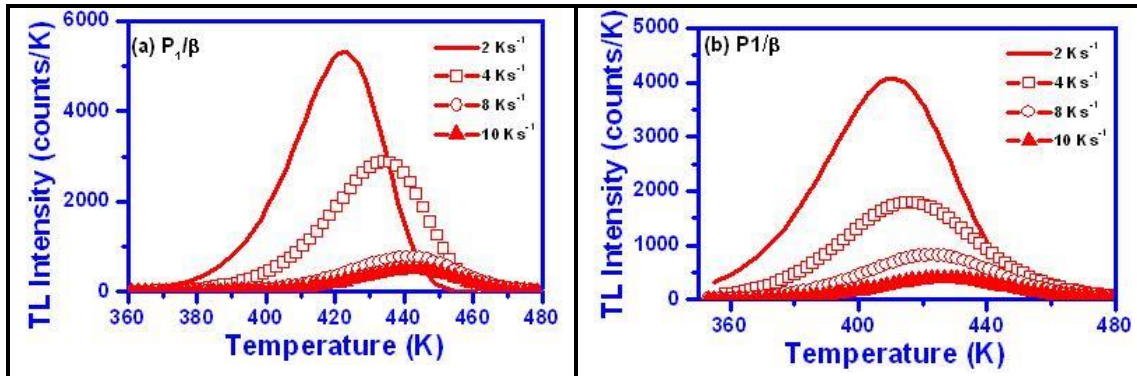 (a) P₁/β
2 Ks⁻¹
4 Ks⁻¹
8 Ks⁻¹
10 Ks⁻¹
6000
4000
2000
0
TL Intensity (counts/K)
360 380 400 420 440 460 480
Temperature (K)
(b) P1/β
2 Ks⁻¹
4 Ks⁻¹
8 Ks⁻¹
10 Ks⁻¹
5000
4000
3000
2000
1000
0
TL Intensity (counts/K)
360 400 440 480
Temperature (K)